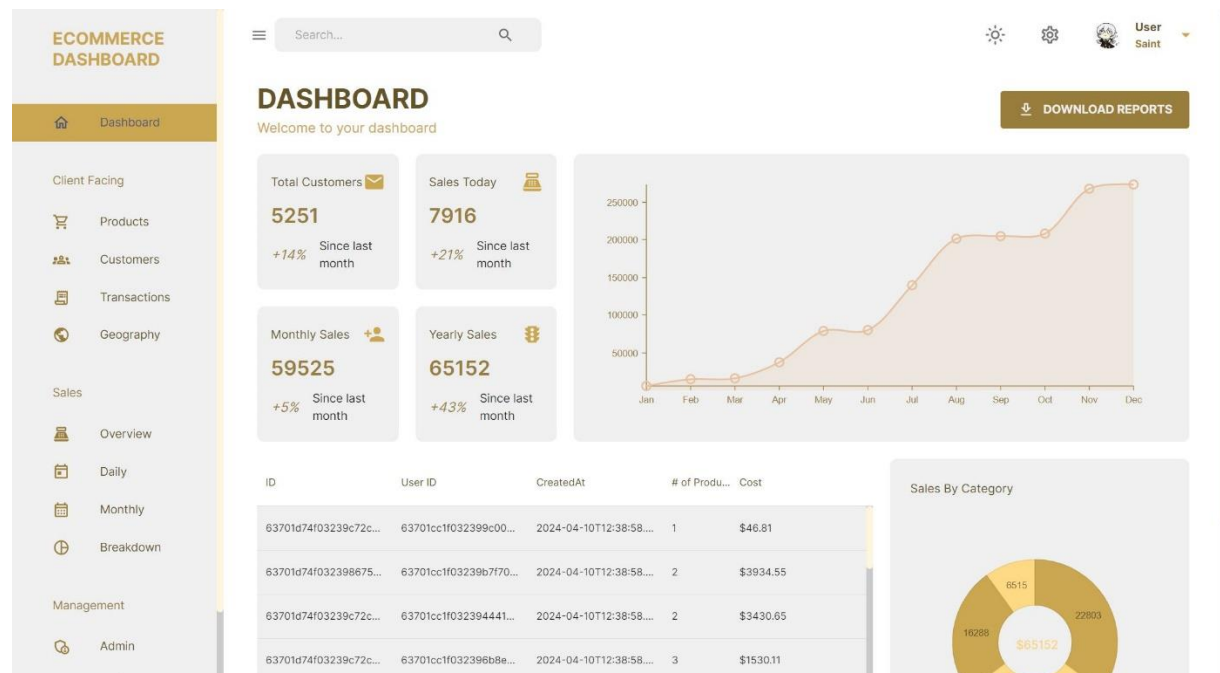 ECOMMERCE
DASHBOARD
Search...
User
Saint
Dashboard
Client Facing
Products
Customers
Transactions
Geography
Sales
Overview
Daily
Monthly
Breakdown
Management
Admin
DASHBOARD
Welcome to your dashboard
DOWNLOAD REPORTS
Total Customers
5251
+14% Since last
month
Sales Today
7916
+21% Since last
month
Monthly Sales
59525
+5% Since last
month
Yearly Sales
65152
+43% Since last
month
250000
200000
150000
100000
50000
Jan Feb Mar Apr May Jun Jul Aug Sep Oct Nov Dec
ID User ID CreatedAt # of Produ... Cost
63701d74f03239c72c... 63701cc1f032399c00... 2024-04-10T12:38:58.... 1 $46.81
63701d74f032398675... 63701cc1f03239b7f70... 2024-04-10T12:38:58.... 2 $3934.55
63701d74f03239c72c... 63701cc1f032394441... 2024-04-10T12:38:58.... 2 $3430.65
63701d74f03239c72c... 63701cc1f032396b8e... 2024-04-10T12:38:58.... 3 $1530.11
Sales By Category
6515
22803
16288
$65152